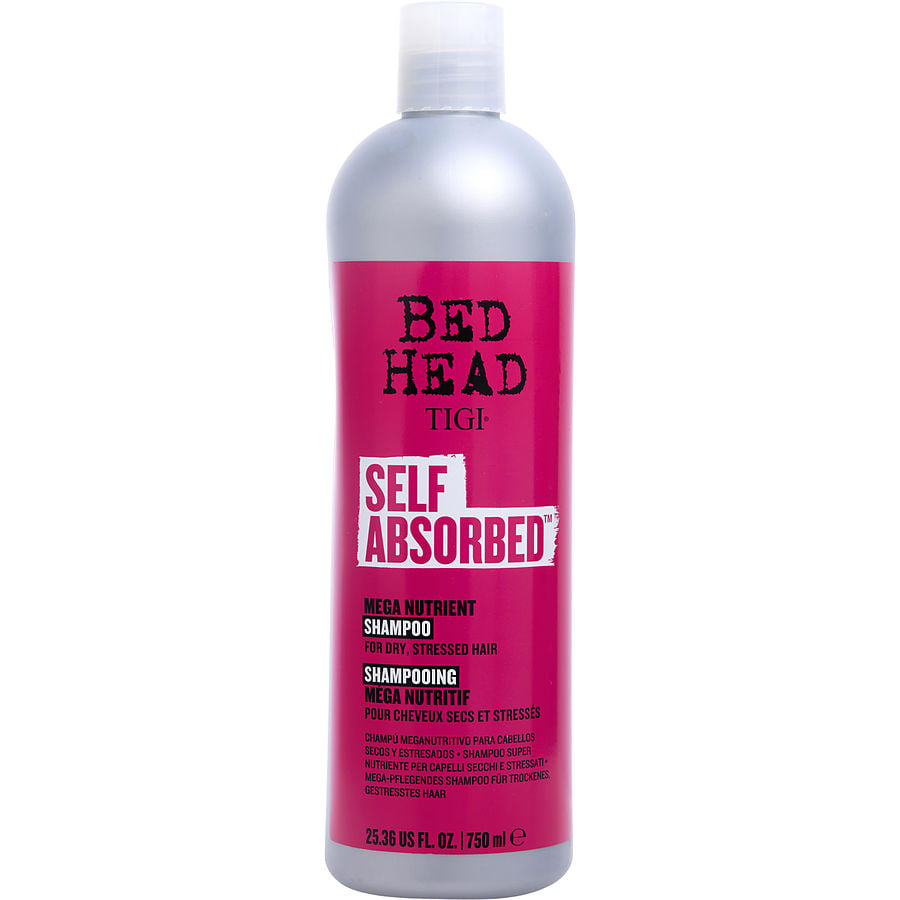 BED
HEAD
TIGI®
SELF
ABSORBED™
MEGA NUTRIENT
SHAMPOO
FOR DRY, STRESSED HAIR
SHAMPOOING
MÉGA NUTRITIF
POUR CHEVEUX SECS ET STRESSÉS
CHAMPÚ MEGANUTRITIVO PARA CABELLOS
SECOS Y ESTRESADOS • SHAMPOO SUPER
NUTRIENTE PER CAPELLI SECCHI E STRESSATI •
MEGA-PFLEGENDES SHAMPOO FÜR TROCKENES,
GESTRESSTES HAAR
25.36 US FL. OZ. | 750 ml ℮